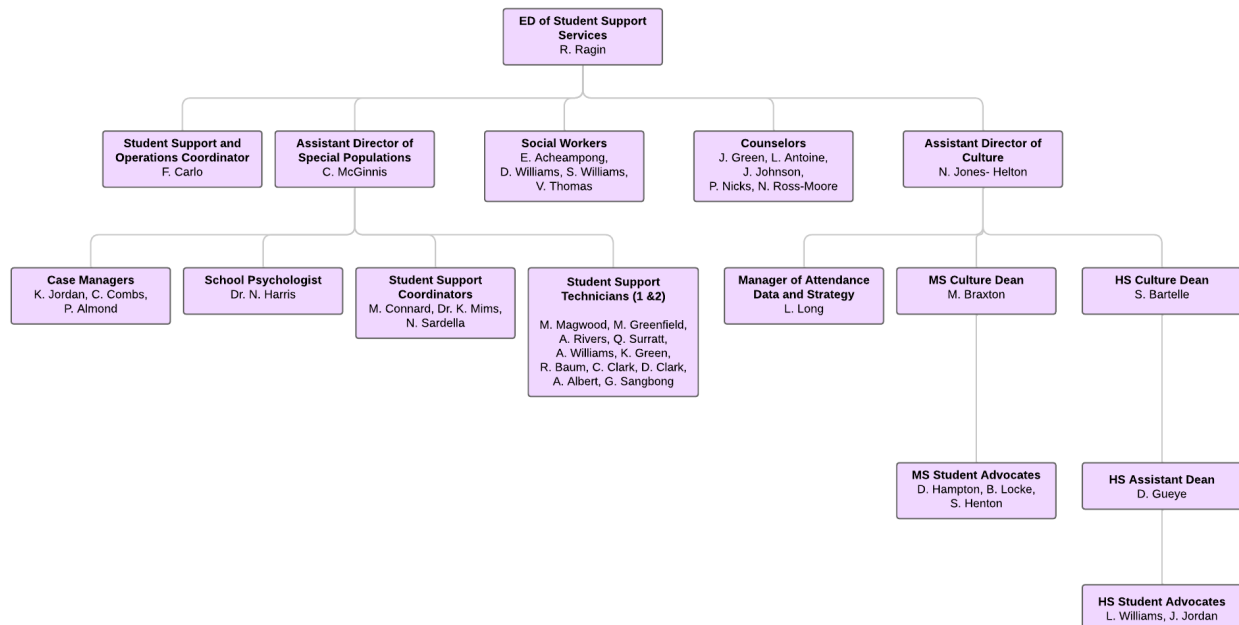 ED of Student Support
Services
R. Ragin
Student Support and
Operations Coordinator
F. Carlo
Assistant Director of
Special Populations
C. McGinnis
Social Workers
E. Acheampong,
D. Williams, S. Williams,
V. Thomas
Counselors
J. Green, L. Antoine,
J. Johnson,
P. Nicks, N. Ross-Moore
Assistant Director of
Culture
N. Jones- Helton
Case Managers
K. Jordan, C. Combs,
P. Almond
School Psychologist
Dr. N. Harris
Student Support
Coordinators
M. Connard, Dr. K. Mims,
N. Sardella
Student Support
Technicians (1 &2)
M. Magwood, M. Greenfield,
A. Rivers, Q. Surratt,
A. Williams, K. Green,
R. Baum, C. Clark, D. Clark,
A. Albert, G. Sangbong
Manager of Attendance
Data and Strategy
L. Long
MS Culture Dean
M. Braxton
HS Culture Dean
S. Bartelle
MS Student Advocates
D. Hampton, B. Locke,
S. Henton
HS Assistant Dean
D. Gueye
HS Student Advocates
L. Williams, J. Jordan